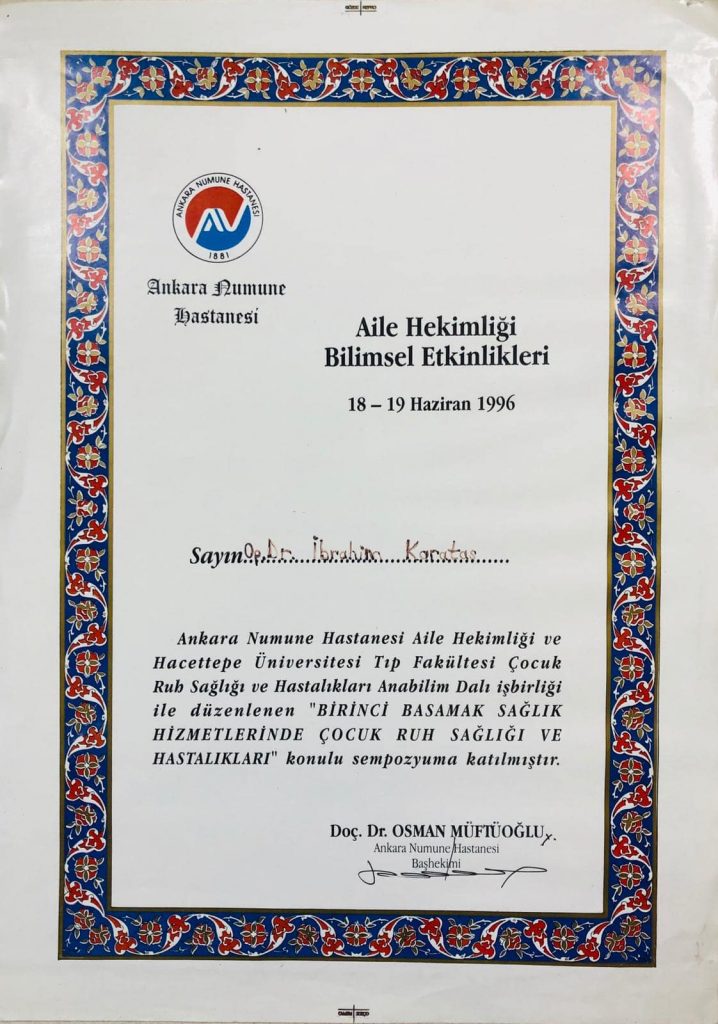 ANKARA NUMUNE HASTANESİ
1881
Ankara Numune
Hastanesi
Aile Hekimliği
Bilimsel Etkinlikleri
18 – 19 Haziran 1996
Sayın Op.Dr. İbrahim Karataş
Ankara Numune Hastanesi Aile Hekimliği ve
Hacettepe Üniversitesi Tıp Fakültesi Çocuk
Ruh Sağlığı ve Hastalıkları Anabilim Dalı işbirliği
ile düzenlenen "BİRİNCİ BASAMAK SAĞLIK
HİZMETLERİNDE ÇOCUK RUH SAĞLIĞI VE
HASTALIKLARI" konulu sempozyuma katılmıştır.
Doç. Dr. OSMAN MÜFTÜOĞLU
Ankara Numune Hastanesi
Başhekimi